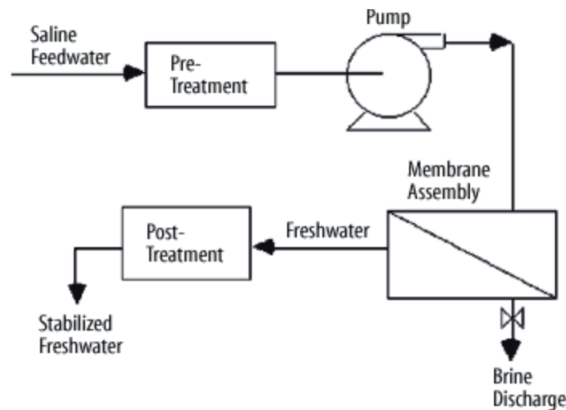 Pump
Saline
Feedwater
Pre-
Treatment
Membrane
Assembly
Post-
Treatment
Freshwater
Stabilized
Freshwater
Brine
Discharge